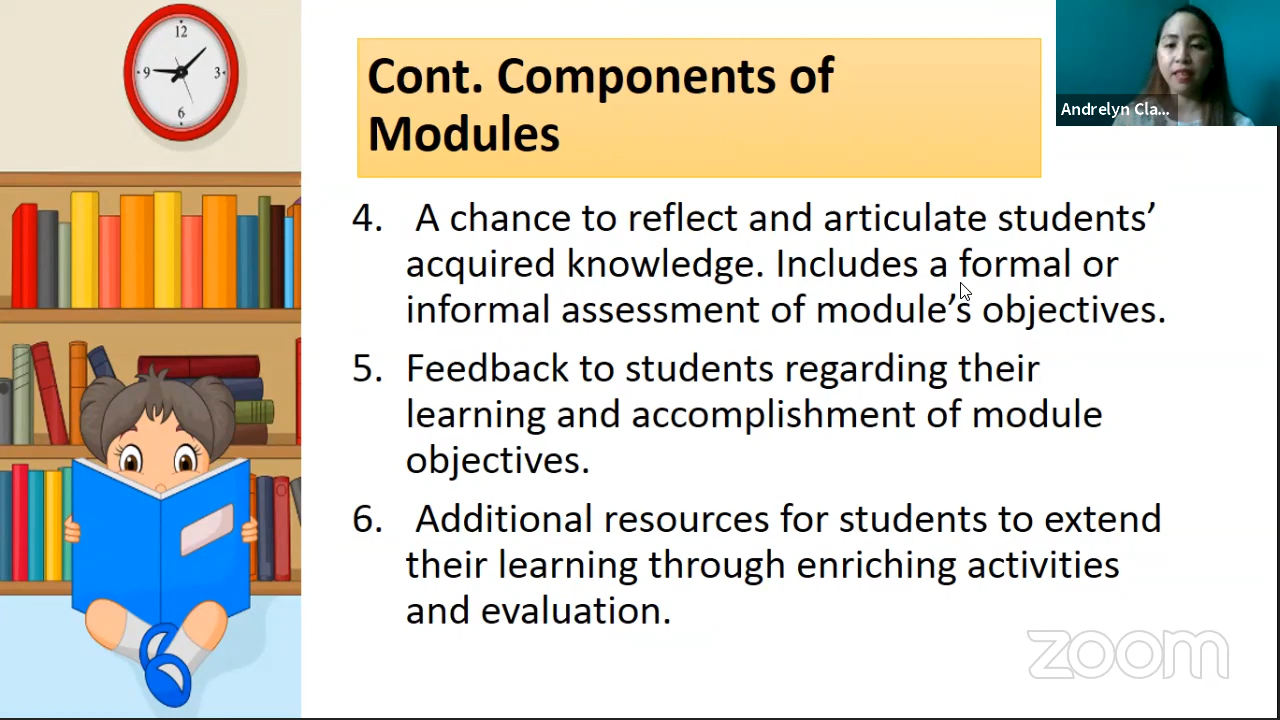 12
9
3
6
Cont. Components of
Modules
Andrelyn Cla...
4. A chance to reflect and articulate students’
acquired knowledge. Includes a formal or
informal assessment of module’s objectives.
5. Feedback to students regarding their
learning and accomplishment of module
objectives.
6. Additional resources for students to extend
their learning through enriching activities
and evaluation.
zoom